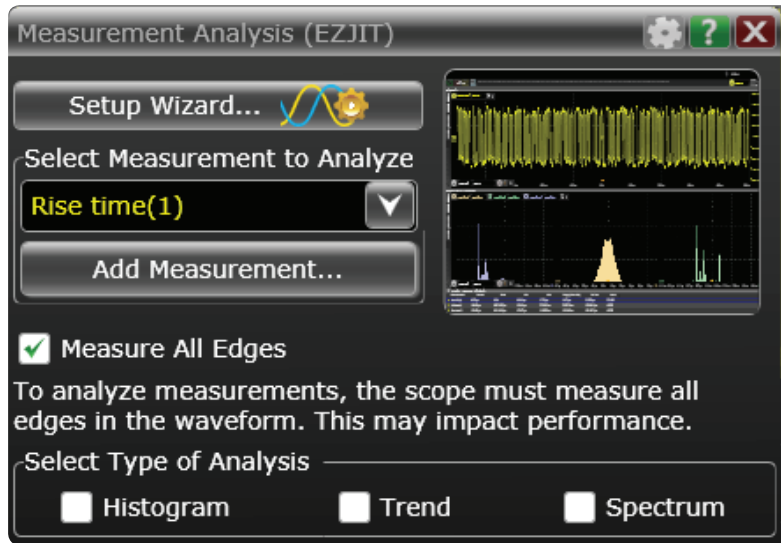 Measurement Analysis (EZJIT)
?
X
Setup Wizard...
Select Measurement to Analyze
Rise time(1)
Add Measurement...
Measure All Edges
To analyze measurements, the scope must measure all
edges in the waveform. This may impact performance.
Select Type of Analysis
Histogram Trend Spectrum